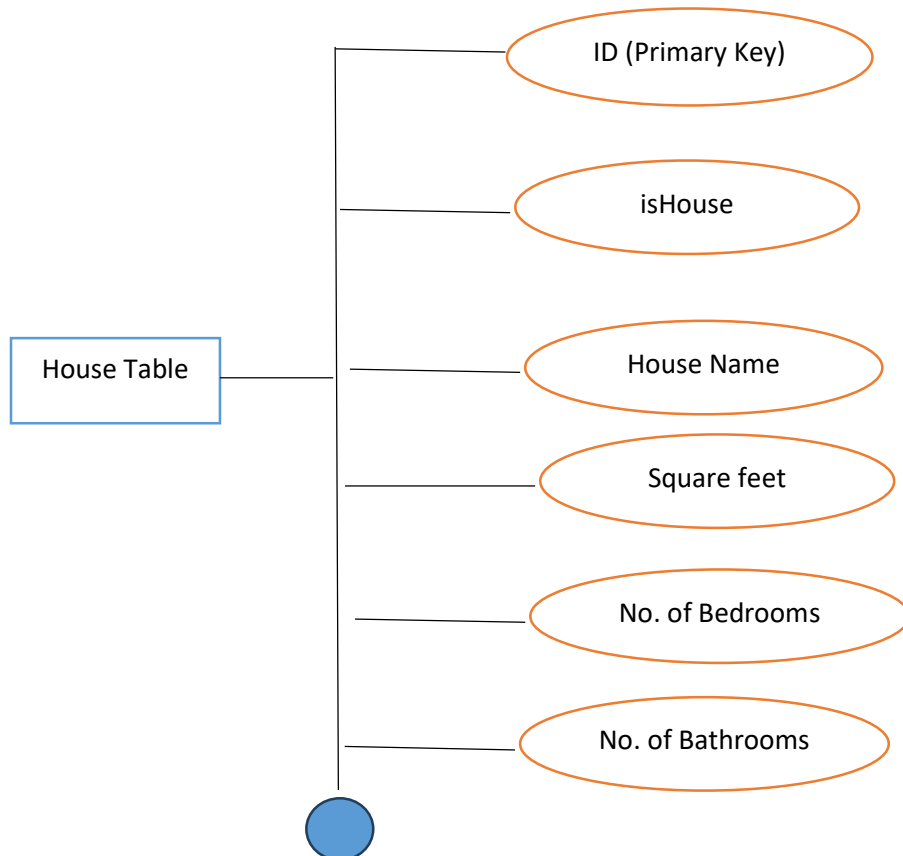 ID (Primary Key)
isHouse
House Table
House Name
Square feet
No. of Bedrooms
No. of Bathrooms